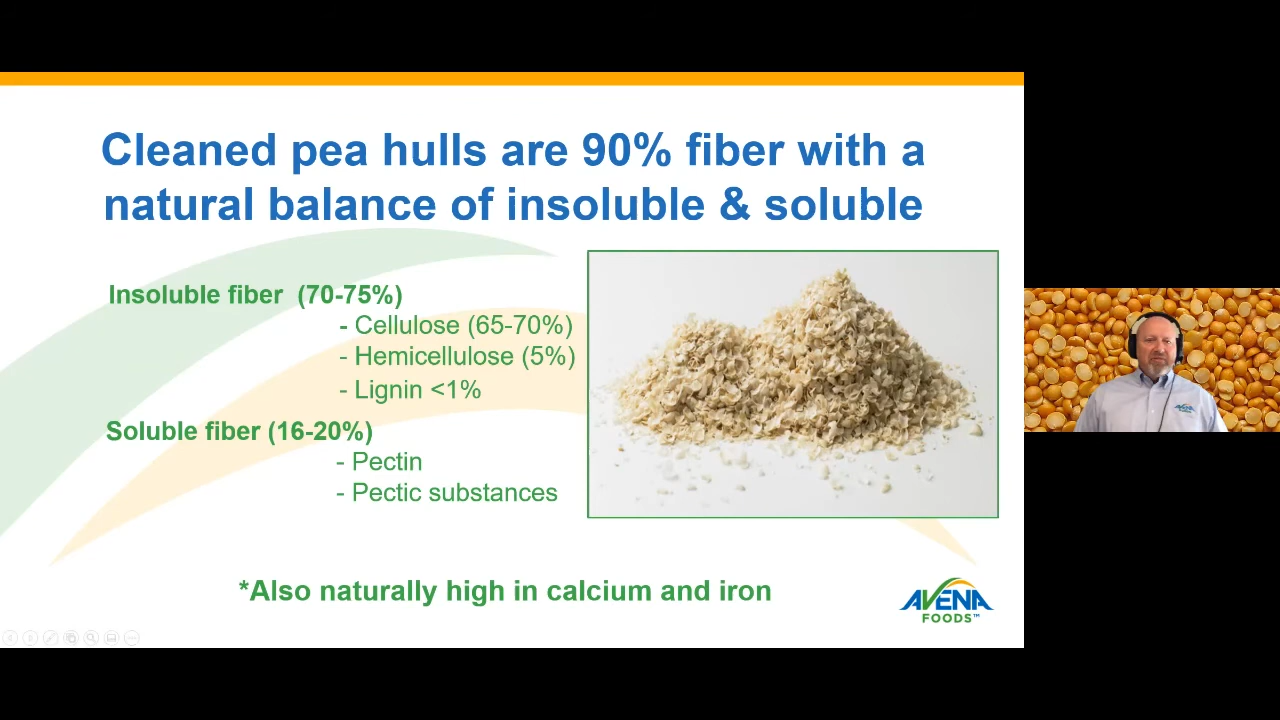 Cleaned pea hulls are 90% fiber with a
natural balance of insoluble & soluble
Insoluble fiber (70-75%)
- Cellulose (65-70%)
- Hemicellulose (5%)
- Lignin <1%
Soluble fiber (16-20%)
- Pectin
- Pectic substances
*Also naturally high in calcium and iron
AVENA
FOODS™
AVENA